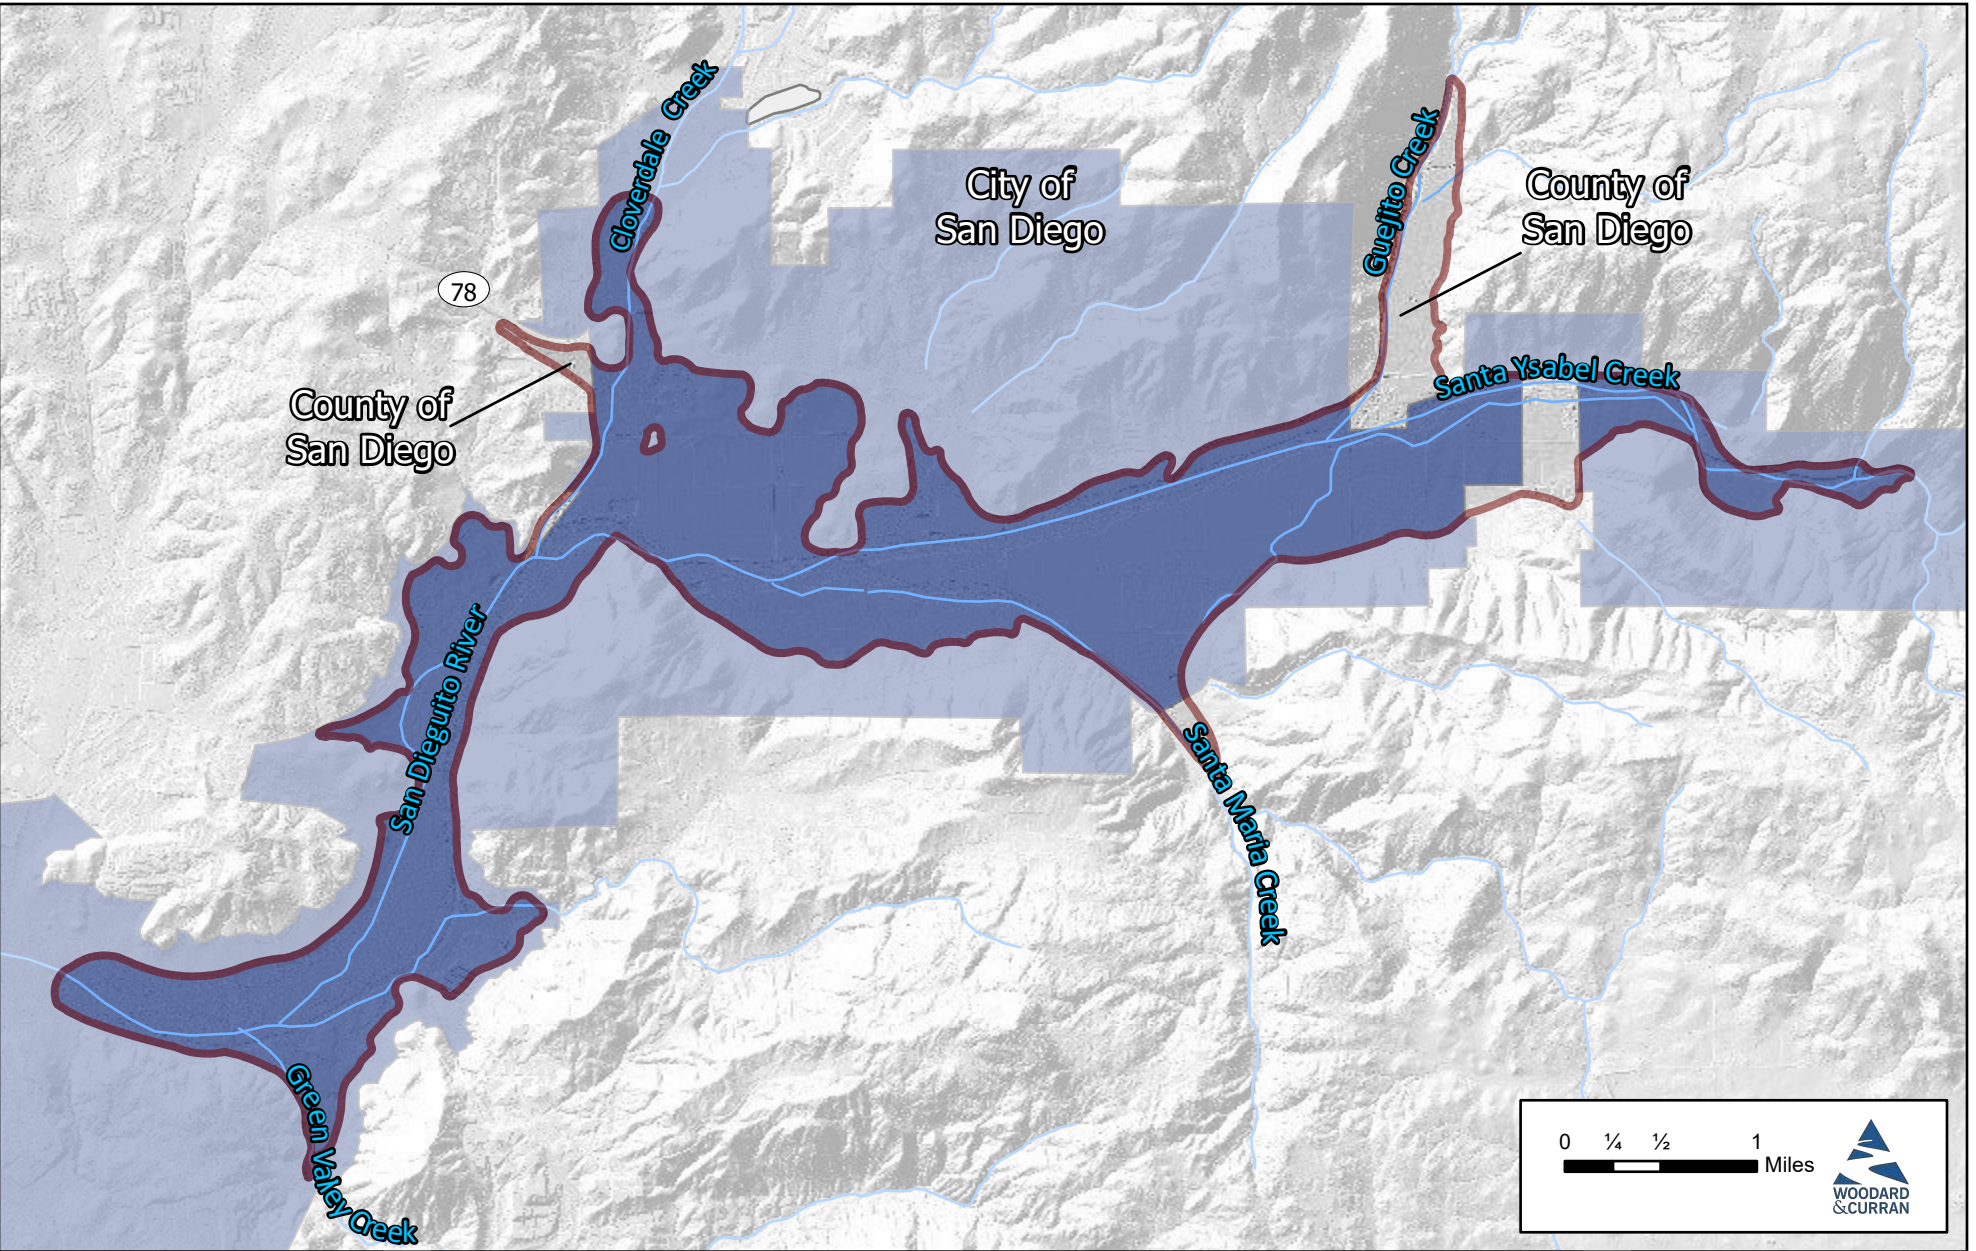 Cloverdale Creek
City of
San Diego
Guejito Creek
County of
San Diego
78
Santa Ysabel Creek
County of
San Diego
San Dieguito River
Santa Maria Creek
Green Valley Creek
0 ¼ ½ 1
Miles
WOODARD
&CURRAN